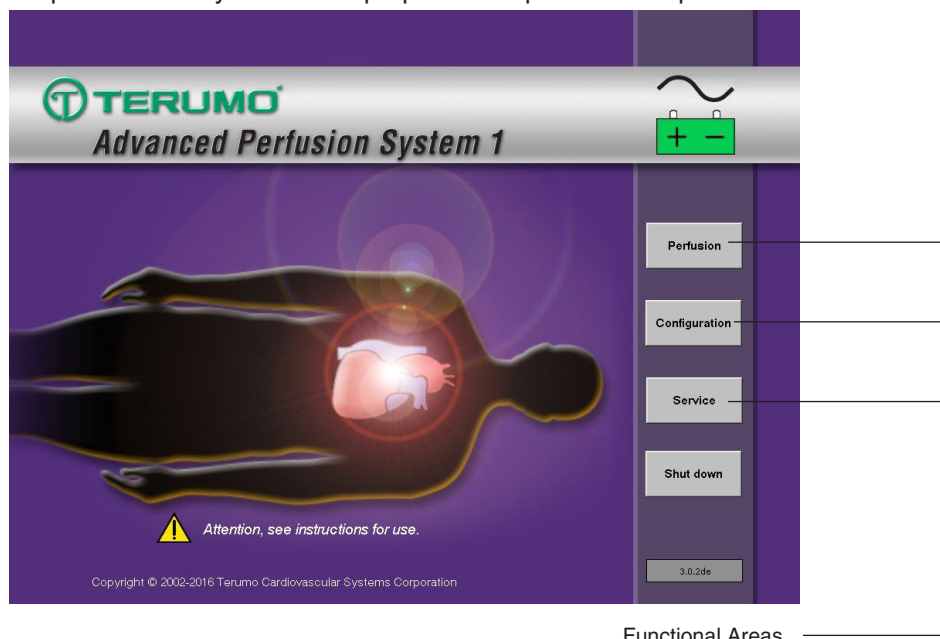 TERUMO
Advanced Perfusion System 1
+ −
Perfusion
Configuration
Service
Shut down
Attention, see instructions for use.
Copyright © 2002-2016 Terumo Cardiovascular Systems Corporation
3.0.2de
Functional Areas